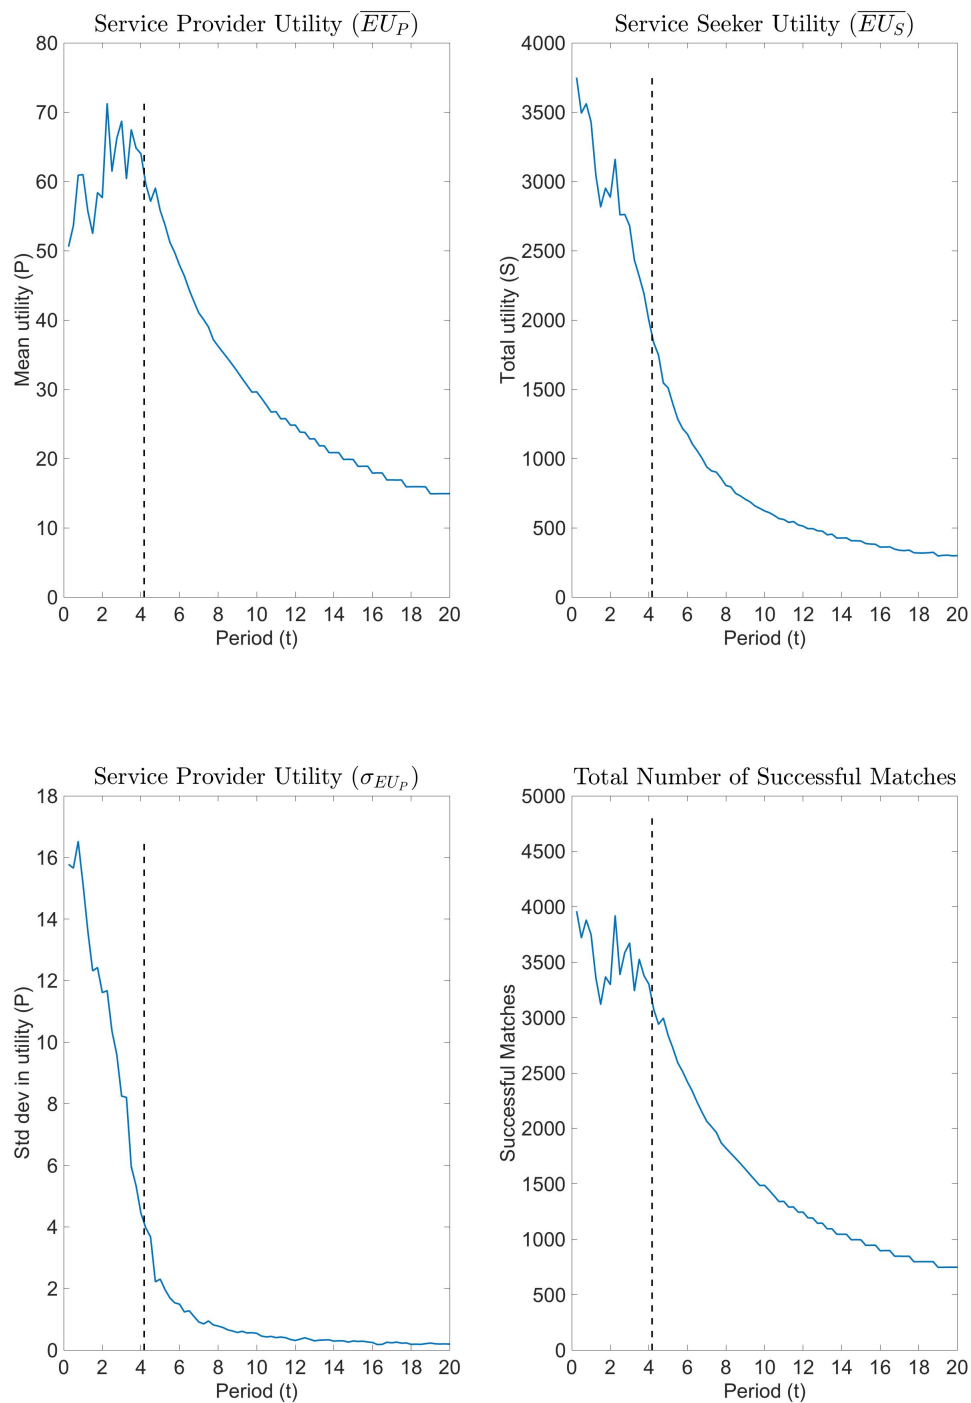 Service Provider Utility (\overline{EU_P})
80
70
60
50
40
30
20
10
0
Mean utility (P)
0 2 4 6 8 10 12 14 16 18 20
Period (t)
Service Seeker Utility (\overline{EU_S})
4000
3500
3000
2500
2000
1500
1000
500
0
Total utility (S)
0 2 4 6 8 10 12 14 16 18 20
Period (t)
Service Provider Utility (σ_{EU_P})
18
16
14
12
10
8
6
4
2
0
Std dev in utility (P)
0 2 4 6 8 10 12 14 16 18 20
Period (t)
Total Number of Successful Matches
5000
4500
4000
3500
3000
2500
2000
1500
1000
500
0
Successful Matches
0 2 4 6 8 10 12 14 16 18 20
Period (t)